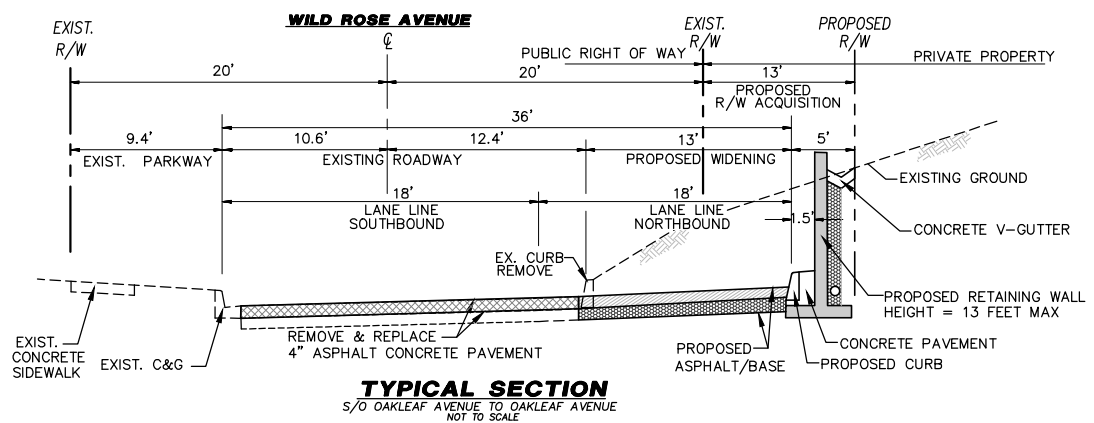 WILD ROSE AVENUE
EXIST.
R/W
℄
EXIST.
R/W
PROPOSED
R/W
PUBLIC RIGHT OF WAY
PRIVATE PROPERTY
20'
20'
13'
PROPOSED
R/W ACQUISITION
36'
9.4'
10.6'
12.4'
13'
5'
EXIST. PARKWAY
EXISTING ROADWAY
PROPOSED WIDENING
EXISTING GROUND
18'
LANE LINE
SOUTHBOUND
18'
LANE LINE
NORTHBOUND
1.5'
CONCRETE V-GUTTER
EX. CURB
REMOVE
PROPOSED RETAINING WALL
HEIGHT = 13 FEET MAX
EXIST.
CONCRETE
SIDEWALK
EXIST. C&G
REMOVE & REPLACE
4" ASPHALT CONCRETE PAVEMENT
PROPOSED
ASPHALT/BASE
CONCRETE PAVEMENT
PROPOSED CURB
TYPICAL SECTION
S/O OAKLEAF AVENUE TO OAKLEAF AVENUE
NOT TO SCALE